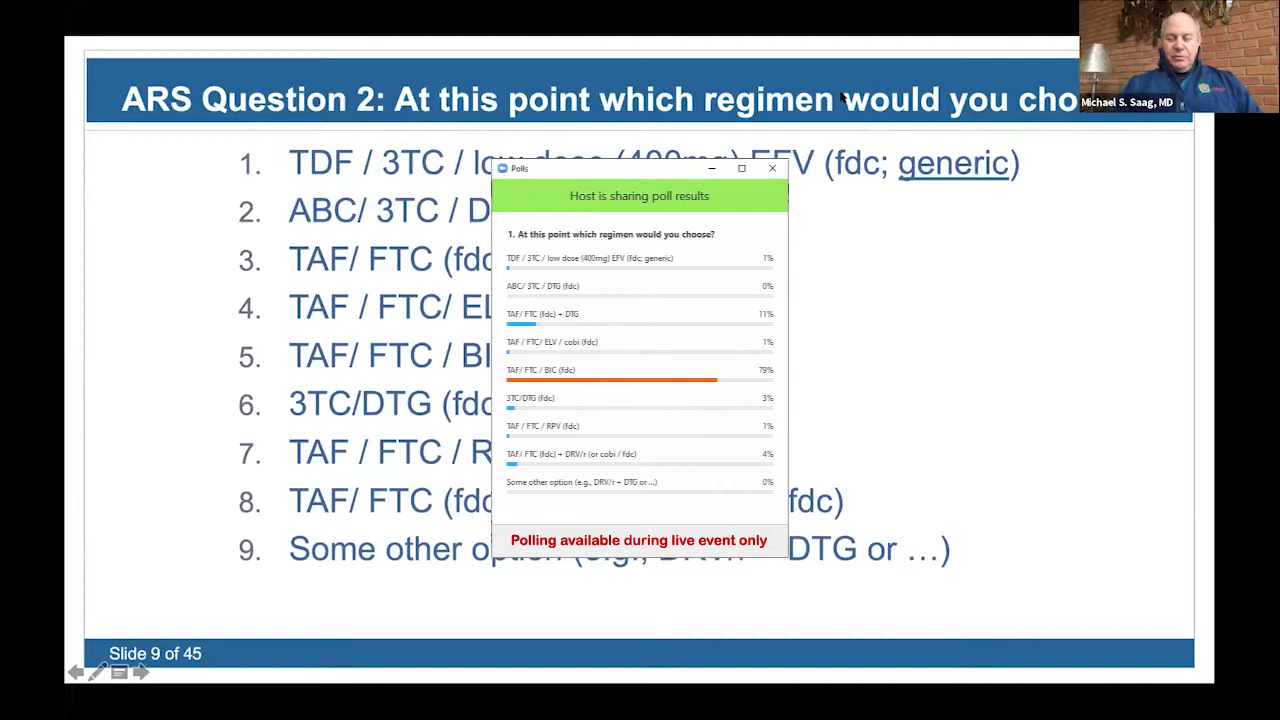 ARS Question 2: At this point which regimen would you cho
Michael S. Saag, MD
1. TDF / 3TC / low dose (400mg) EFV (fdc; generic)
2. ABC/ 3TC / D
3. TAF/ FTC (fdc
4. TAF / FTC/ EL
5. TAF/ FTC / BI
6. 3TC/DTG (fdc
7. TAF / FTC / R
8. TAF/ FTC (fdc fdc)
9. Some other option (e.g., DRV/r + DTG or …)
Polls
Host is sharing poll results
1. At this point which regimen would you choose?
TDF / 3TC / low dose (400mg) EFV (fdc; generic) 1%
ABC/ 3TC / DTG (fdc) 0%
TAF/ FTC (fdc) + DTG 11%
TAF / FTC/ ELV / cobi (fdc) 1%
TAF/ FTC / BIC (fdc) 79%
3TC/DTG (fdc) 3%
TAF / FTC / RPV (fdc) 1%
TAF/ FTC (fdc) + DRV/r (or cobi / fdc) 4%
Some other option (e.g., DRV/r + DTG or ...) 0%
Polling available during live event only
Slide 9 of 45